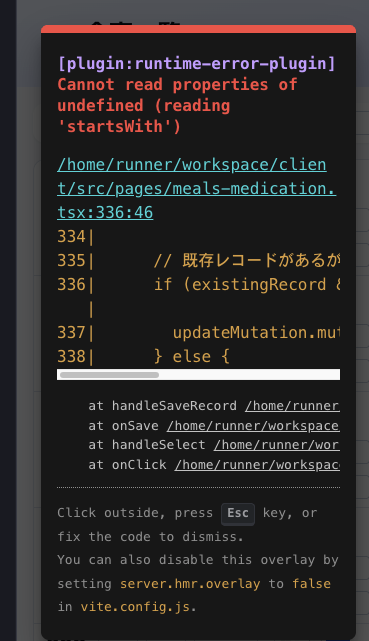 [plugin:runtime-error-plugin]
Cannot read properties of
undefined (reading
'startsWith')
/home/runner/workspace/clien
t/src/pages/meals-medication.
tsx:336:46
334|
335|      // 既存レコードがあるが
336|      if (existingRecord &
   |
337|        updateMutation.mut
338|      } else {
at handleSaveRecord /home/runner
at onSave /home/runner/workspace
at handleSelect /home/runner/wor
at onClick /home/runner/workspac
Click outside, press Esc key, or
fix the code to dismiss.
You can also disable this overlay by
setting server.hmr.overlay to false
in vite.config.js.